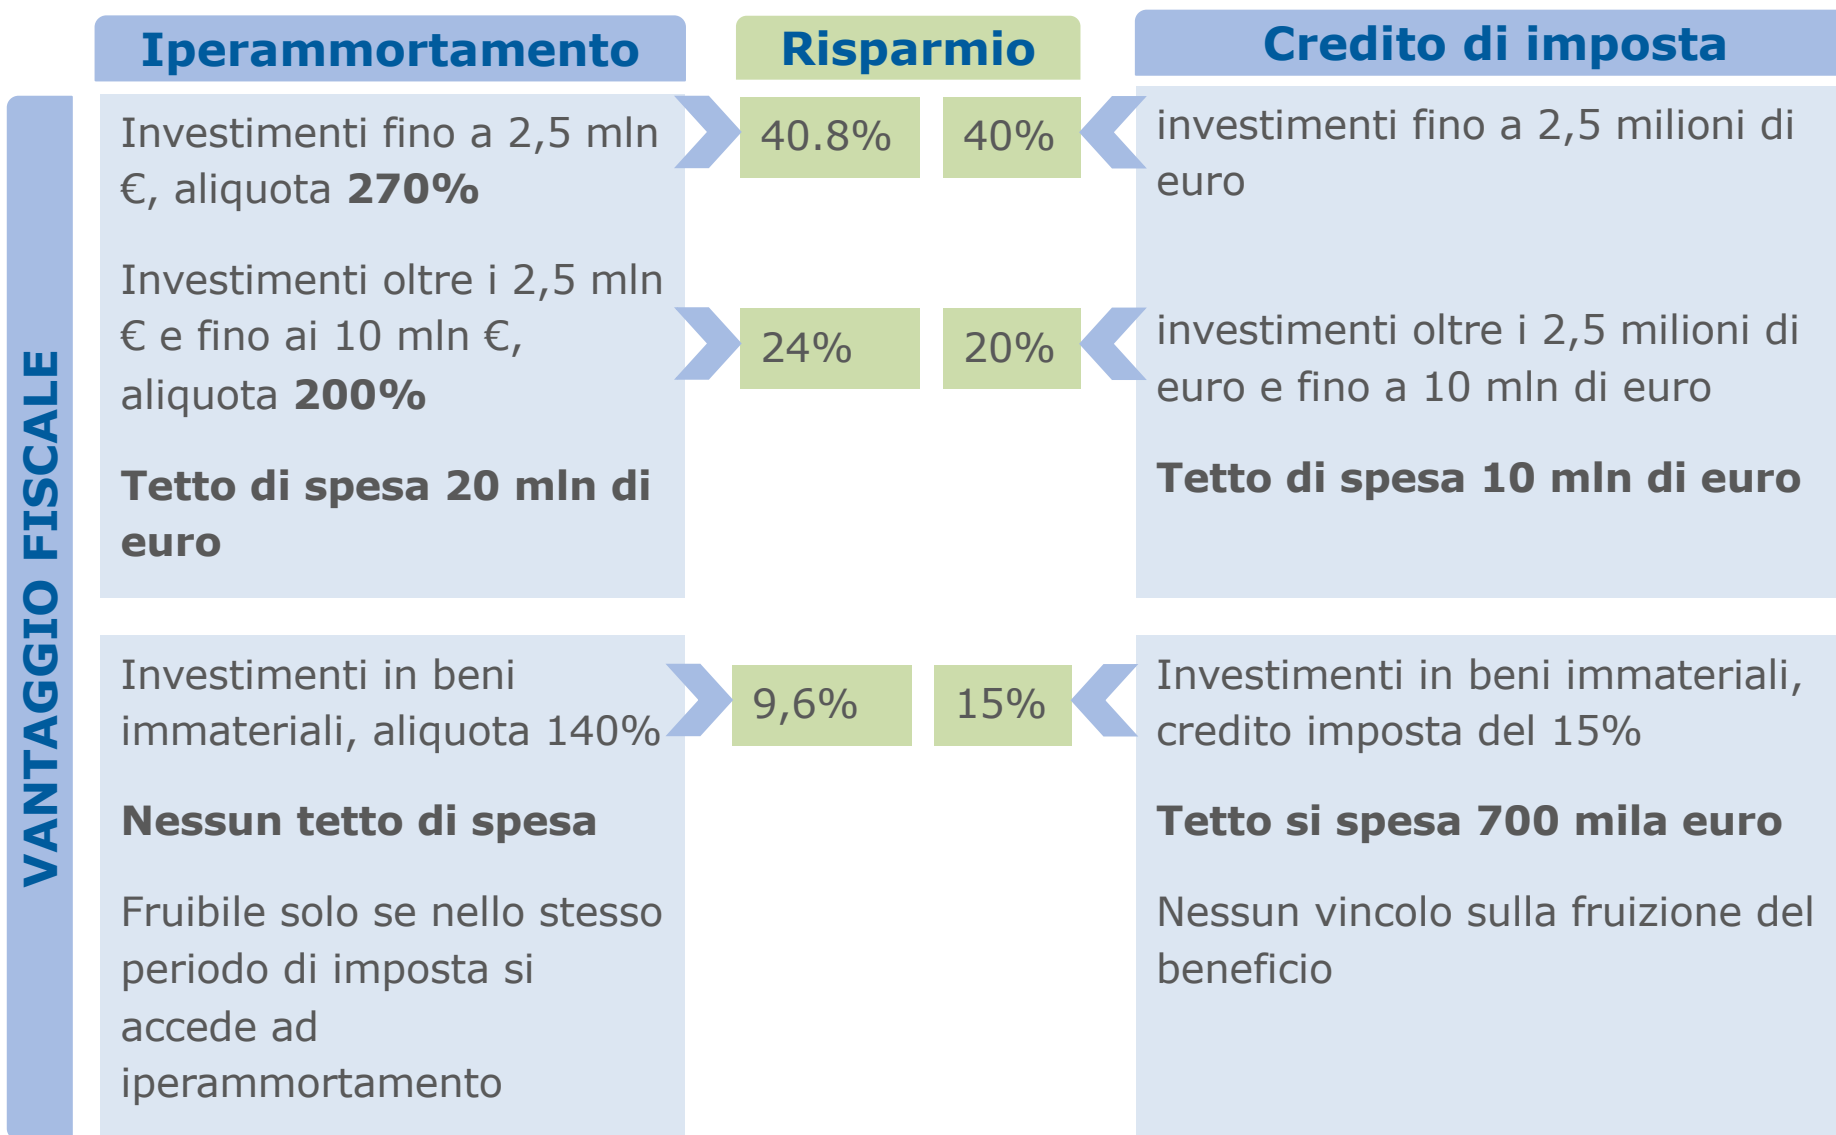 Iperammortamento
Risparmio
Credito di imposta
VANTAGGIO FISCALE
Investimenti fino a 2,5 mln
€, aliquota 270%
40.8%
40%
investimenti fino a 2,5 milioni di
euro
Investimenti oltre i 2,5 mln
€ e fino ai 10 mln €,
aliquota 200%
24%
20%
investimenti oltre i 2,5 milioni di
euro e fino a 10 mln di euro
Tetto di spesa 20 mln di
euro
Tetto di spesa 10 mln di euro
Investimenti in beni
immateriali, aliquota 140%
9,6%
15%
Investimenti in beni immateriali,
credito imposta del 15%
Nessun tetto di spesa
Tetto si spesa 700 mila euro
Fruibile solo se nello stesso
periodo di imposta si
accede ad
iperammortamento
Nessun vincolo sulla fruizione del
beneficio